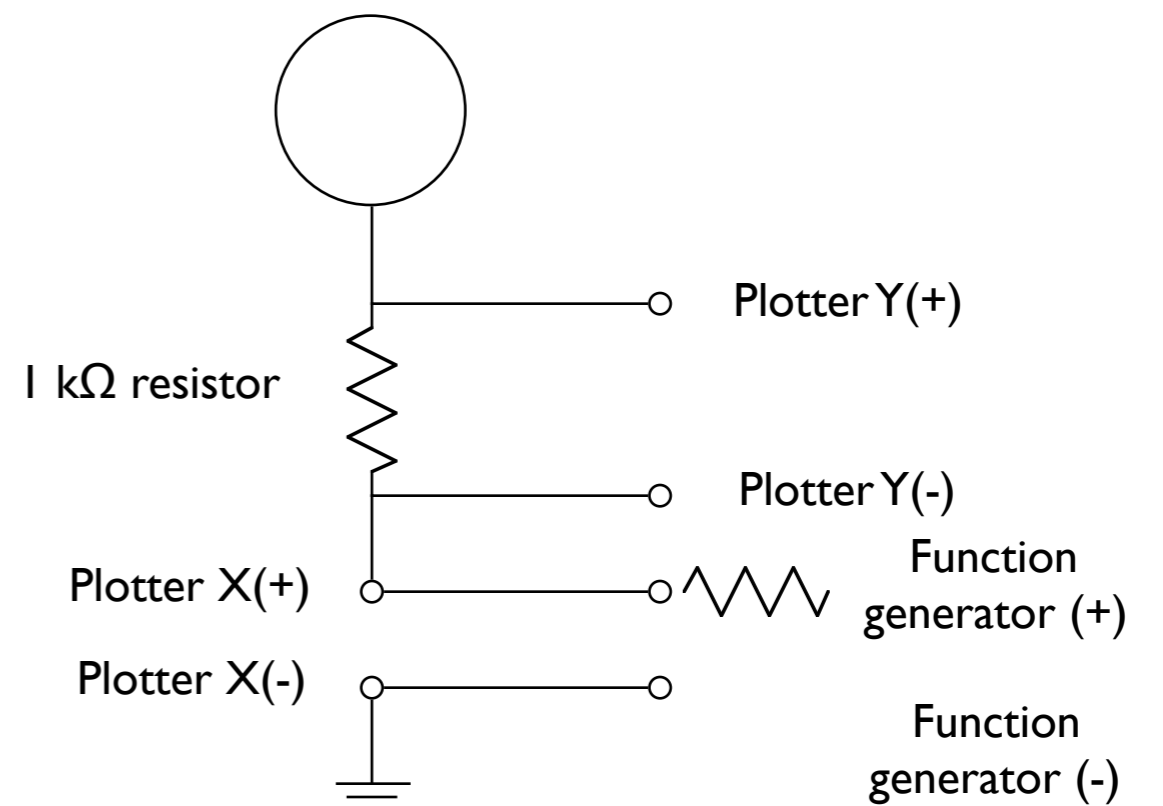 Plotter Y(+)
1 kΩ resistor
Plotter Y(-)
Function
generator (+)
Plotter X(+)
Plotter X(-)
Function
generator (-)